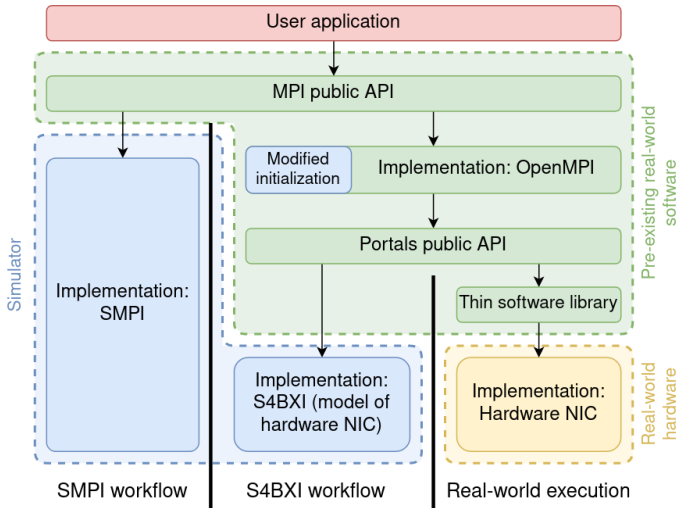 User application
MPI public API
Modified
initialization
Implementation: OpenMPI
Portals public API
Thin software library
Implementation:
SMPI
Implementation:
S4BXI (model of
hardware NIC)
Implementation:
Hardware NIC
Simulator
Pre-existing real-world
software
Real-world
hardware
SMPI workflow
S4BXI workflow
Real-world execution